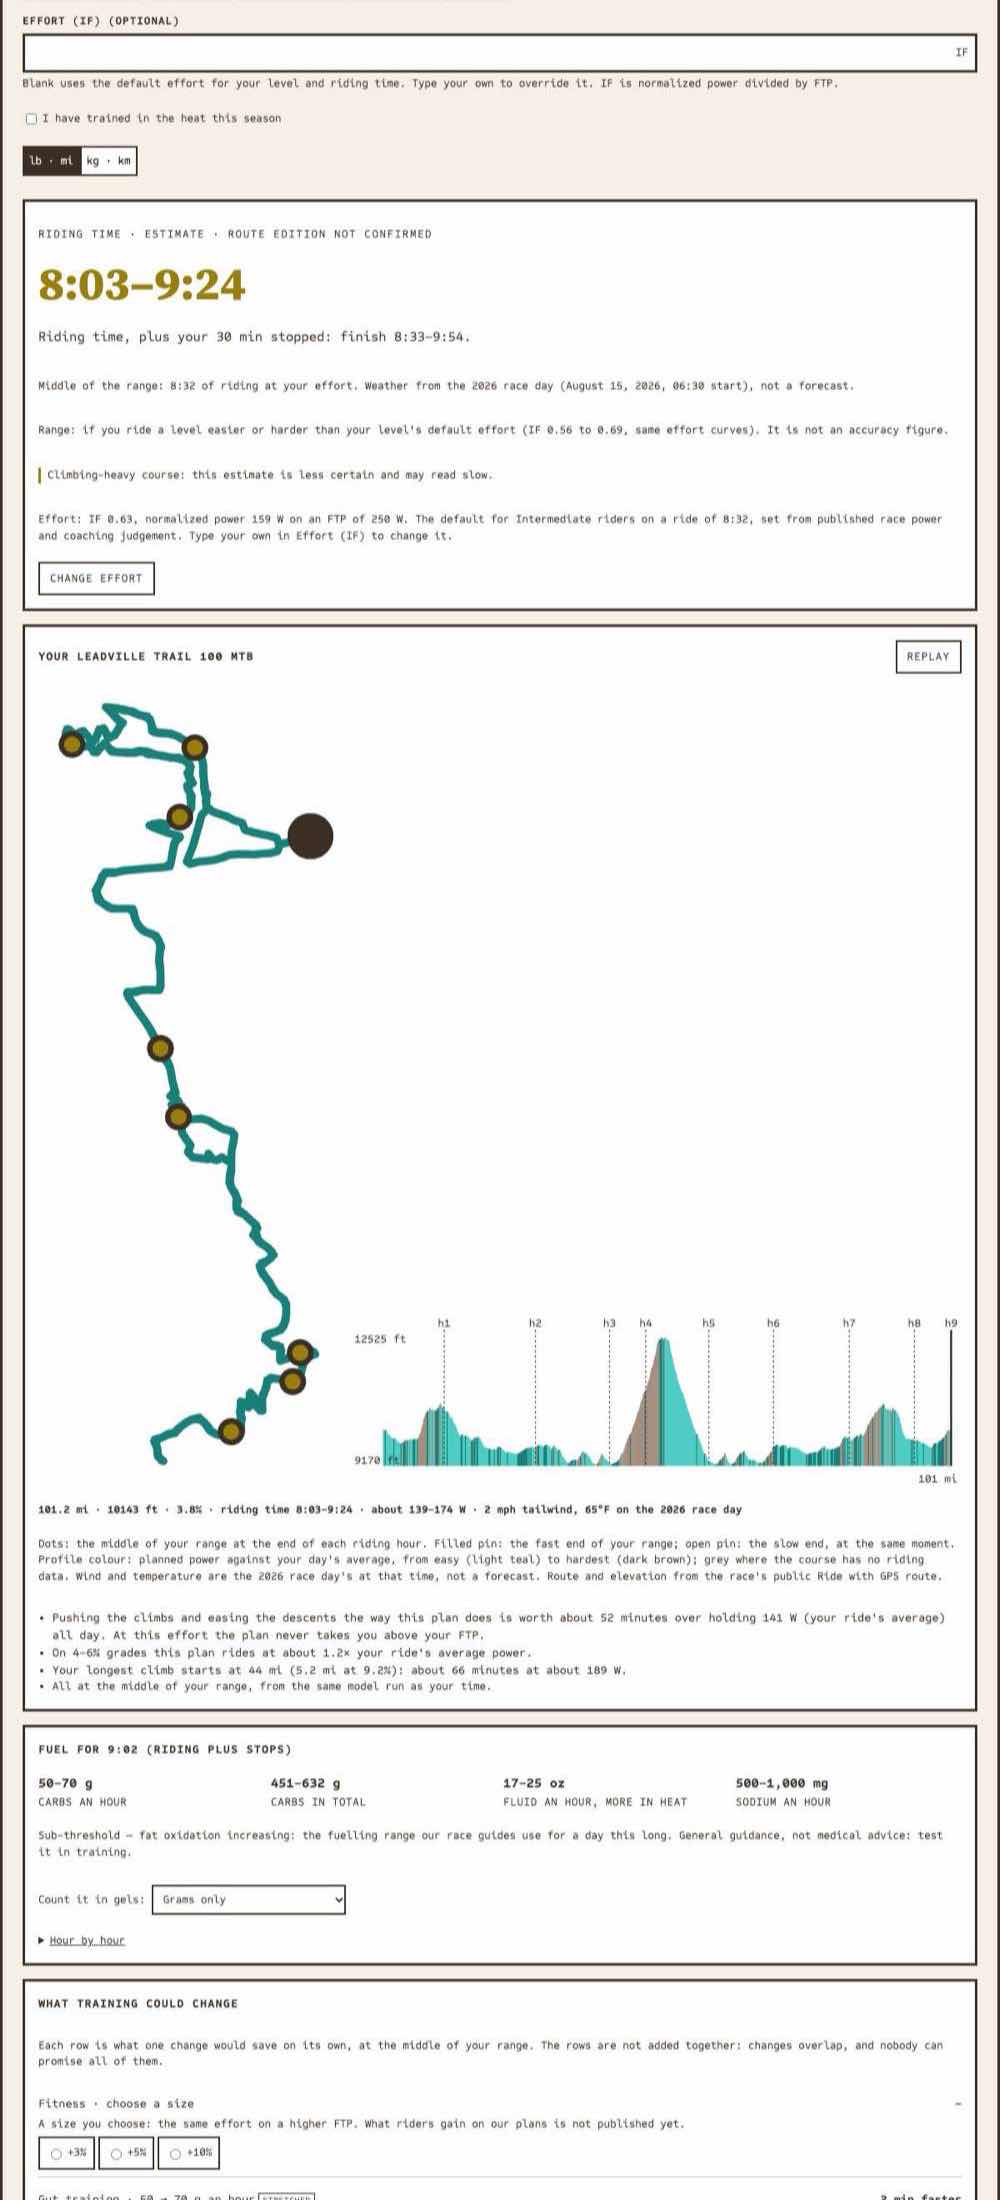 EFFORT (IF) (OPTIONAL)
IF
Blank uses the default effort for your level and riding time. Type your own to override it. IF is normalized power divided by FTP.
I have trained in the heat this season
lb · mi kg · km
RIDING TIME · ESTIMATE · ROUTE EDITION NOT CONFIRMED
8:03–9:24
Riding time, plus your 30 min stopped: finish 8:33–9:54.
Middle of the range: 8:32 of riding at your effort. Weather from the 2026 race day (August 15, 2026, 06:30 start), not a forecast.
Range: if you ride a level easier or harder than your level's default effort (IF 0.56 to 0.69, same effort curves). It is not an accuracy figure.
Climbing-heavy course: this estimate is less certain and may read slow.
Effort: IF 0.63, normalized power 159 W on an FTP of 250 W. The default for Intermediate riders on a ride of 8:32, set from published race power
and coaching judgement. Type your own in Effort (IF) to change it.
CHANGE EFFORT
YOUR LEADVILLE TRAIL 100 MTB
REPLAY
h1 h2 h3 h4 h5 h6 h7 h8 h9
12525 ft
9170 ft
101 mi
101.2 mi · 10143 ft · 3.8% · riding time 8:03–9:24 · about 139–174 W · 2 mph tailwind, 65°F on the 2026 race day
Dots: the middle of your range at the end of each riding hour. Filled pin: the fast end of your range; open pin: the slow end, at the same moment.
Profile colour: planned power against your day's average, from easy (light teal) to hardest (dark brown); grey where the course has no riding
data. Wind and temperature are the 2026 race day's at that time, not a forecast. Route and elevation from the race's public Ride with GPS route.
• Pushing the climbs and easing the descents the way this plan does is worth about 52 minutes over holding 141 W (your ride's average)
all day. At this effort the plan never takes you above your FTP.
• On 4–6% grades this plan rides at about 1.2× your ride's average power.
• Your longest climb starts at 44 mi (5.2 mi at 9.2%): about 66 minutes at about 189 W.
• All at the middle of your range, from the same model run as your time.
FUEL FOR 9:02 (RIDING PLUS STOPS)
50–70 g 451–632 g 17–25 oz 500–1,000 mg
CARBS AN HOUR CARBS IN TOTAL FLUID AN HOUR, MORE IN HEAT SODIUM AN HOUR
Sub-threshold — fat oxidation increasing: the fuelling range our race guides use for a day this long. General guidance, not medical advice: test
it in training.
Count it in gels: Grams only
Hour by hour
WHAT TRAINING COULD CHANGE
Each row is what one change would save on its own, at the middle of your range. The rows are not added together: changes overlap, and nobody can
promise all of them.
Fitness · choose a size –
A size you choose: the same effort on a higher FTP. What riders gain on our plans is not published yet.
+3% +5% +10%